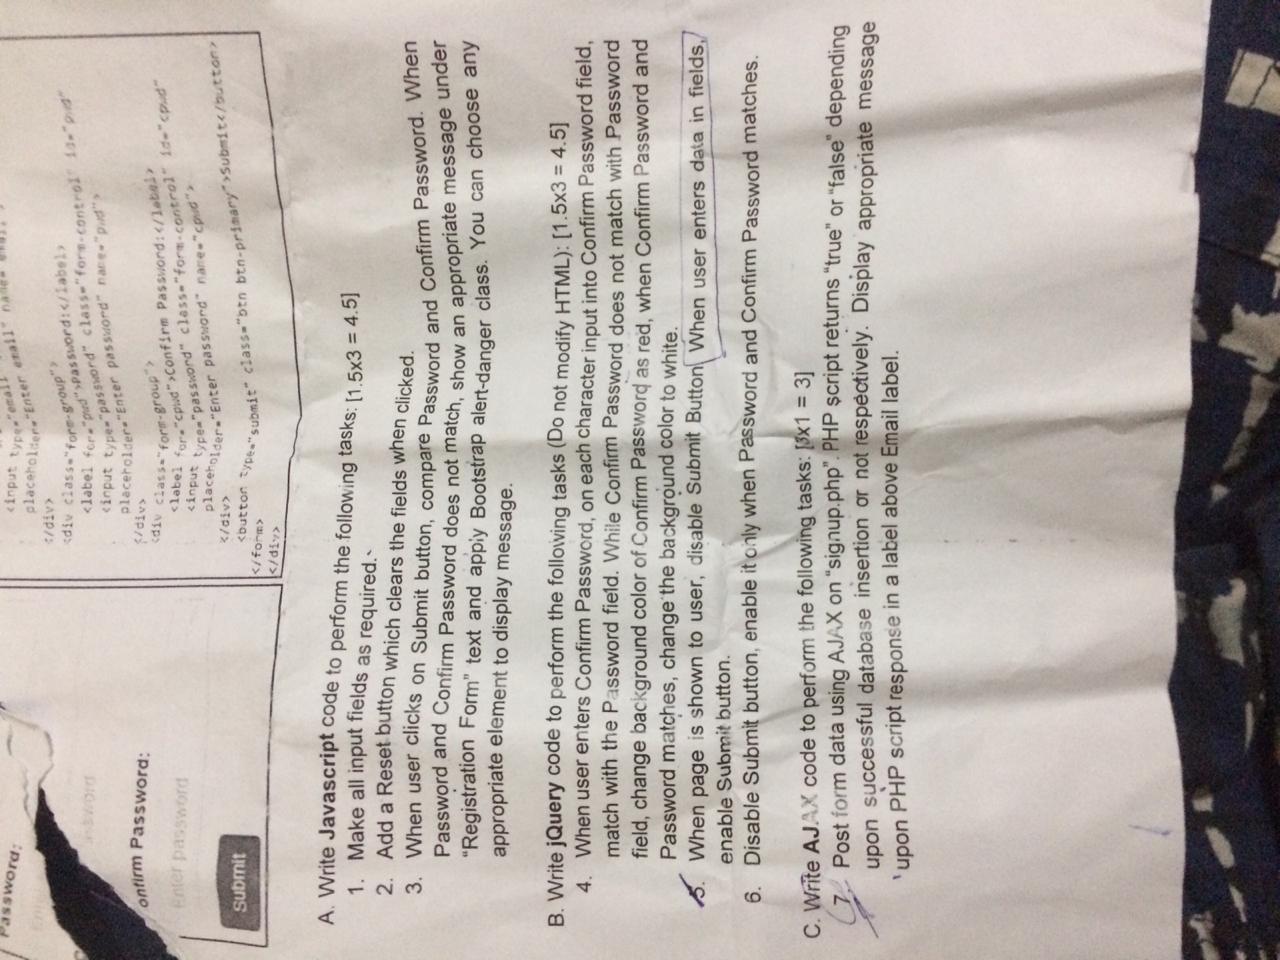 Password:
onfirm Password:
Enter password
Submit
<input type="email"
placeholder="Enter email"
</div>
<div class="form-group">
<label for="pwd">Password:</label>
<input type="password" class="form-control" id="pwd"
placeholder="Enter password" name="pwd">
</div>
<div class="form-group">
<label for="cpwd">Confirm Password:</label>
<input type="password" class="form-control" id="cpwd"
placeholder="Enter password" name="cpwd">
</div>
<button type="submit" class="btn btn-primary">Submit</button>
</form>
</div>
A. Write Javascript code to perform the following tasks: [1.5x3 = 4.5]
1. Make all input fields as required.
2. Add a Reset button which clears the fields when clicked.
3. When user clicks on Submit button, compare Password and Confirm Password. When
Password and Confirm Password does not match, show an appropriate message under
"Registration Form" text and apply Bootstrap alert-danger class. You can choose any
appropriate element to display message.
B. Write jQuery code to perform the following tasks (Do not modify HTML): [1.5x3 = 4.5]
4. When user enters Confirm Password, on each character input into Confirm Password field,
match with the Password field. While Confirm Password does not match with Password
field, change background color of Confirm Password as red, when Confirm Password and
Password matches, change the background color to white.
5. When page is shown to user, disable Submit Button. When user enters data in fields,
enable Submit button.
6. Disable Submit button, enable it only when Password and Confirm Password matches.
C. Write AJAX code to perform the following tasks: [3x1 = 3]
7. Post form data using AJAX on "signup.php". PHP script returns "true" or "false" depending
upon successful database insertion or not respectively. Display appropriate message
upon PHP script response in a label above Email label.